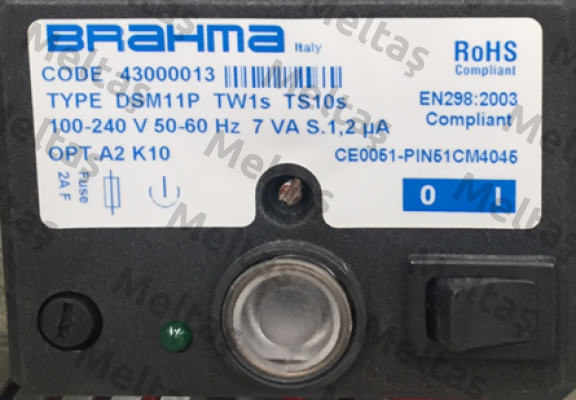 BRAHMA Italy
CODE 43000013
RoHS
Compliant
TYPE DSM11P TW1s TS10s
EN298:2003
Compliant
100-240 V 50-60 Hz 7 VA S.1,2 µA
OPT.A2 K10
CE0051-PIN51CM4045
Fuse
2A F
0 I
Meltaş